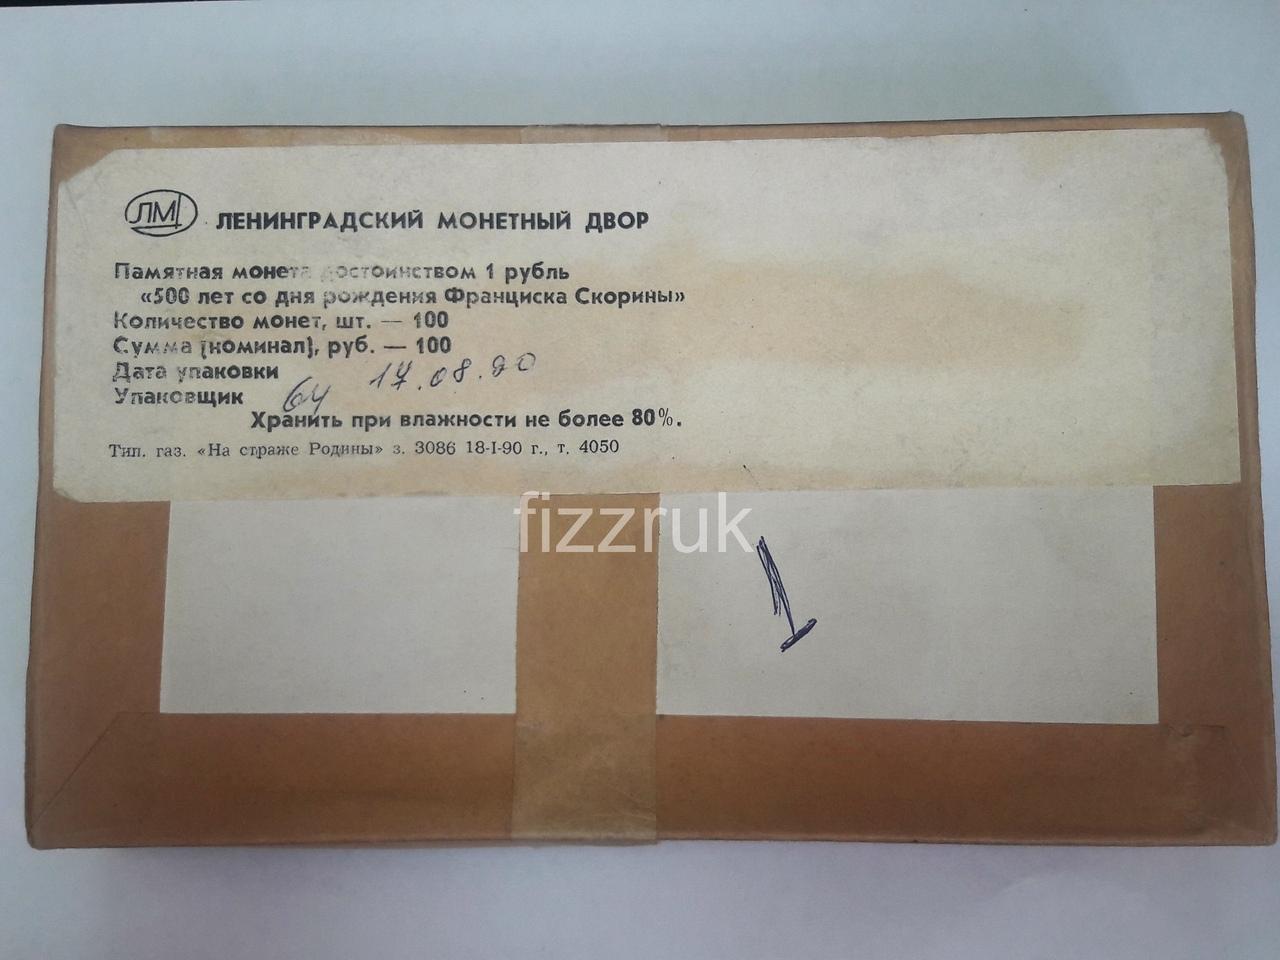 ЛМД ЛЕНИНГРАДСКИЙ МОНЕТНЫЙ ДВОР
Памятная монета достоинством 1 рубль
«500 лет со дня рождения Франциска Скорины»
Количество монет, шт. — 100
Сумма (номинал), руб. — 100
Дата упаковки 17.08.90
Упаковщик 64
Хранить при влажности не более 80%.
Тип. газ. «На страже Родины» з. 3086 18-I-90 г., т. 4050
fizzruk
1